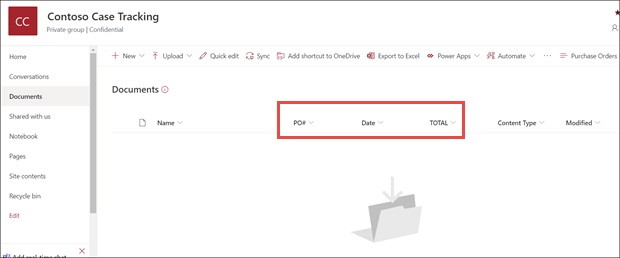 CC
Contoso Case Tracking
Private group | Confidential
Home
Conversations
Documents
Shared with us
Notebook
Pages
Site contents
Recycle bin
Edit
Add real-time chat
+ New Upload Quick edit Sync Add shortcut to OneDrive Export to Excel Power Apps Automate ··· Purchase Orders
Documents
Name PO# Date TOTAL Content Type Modified